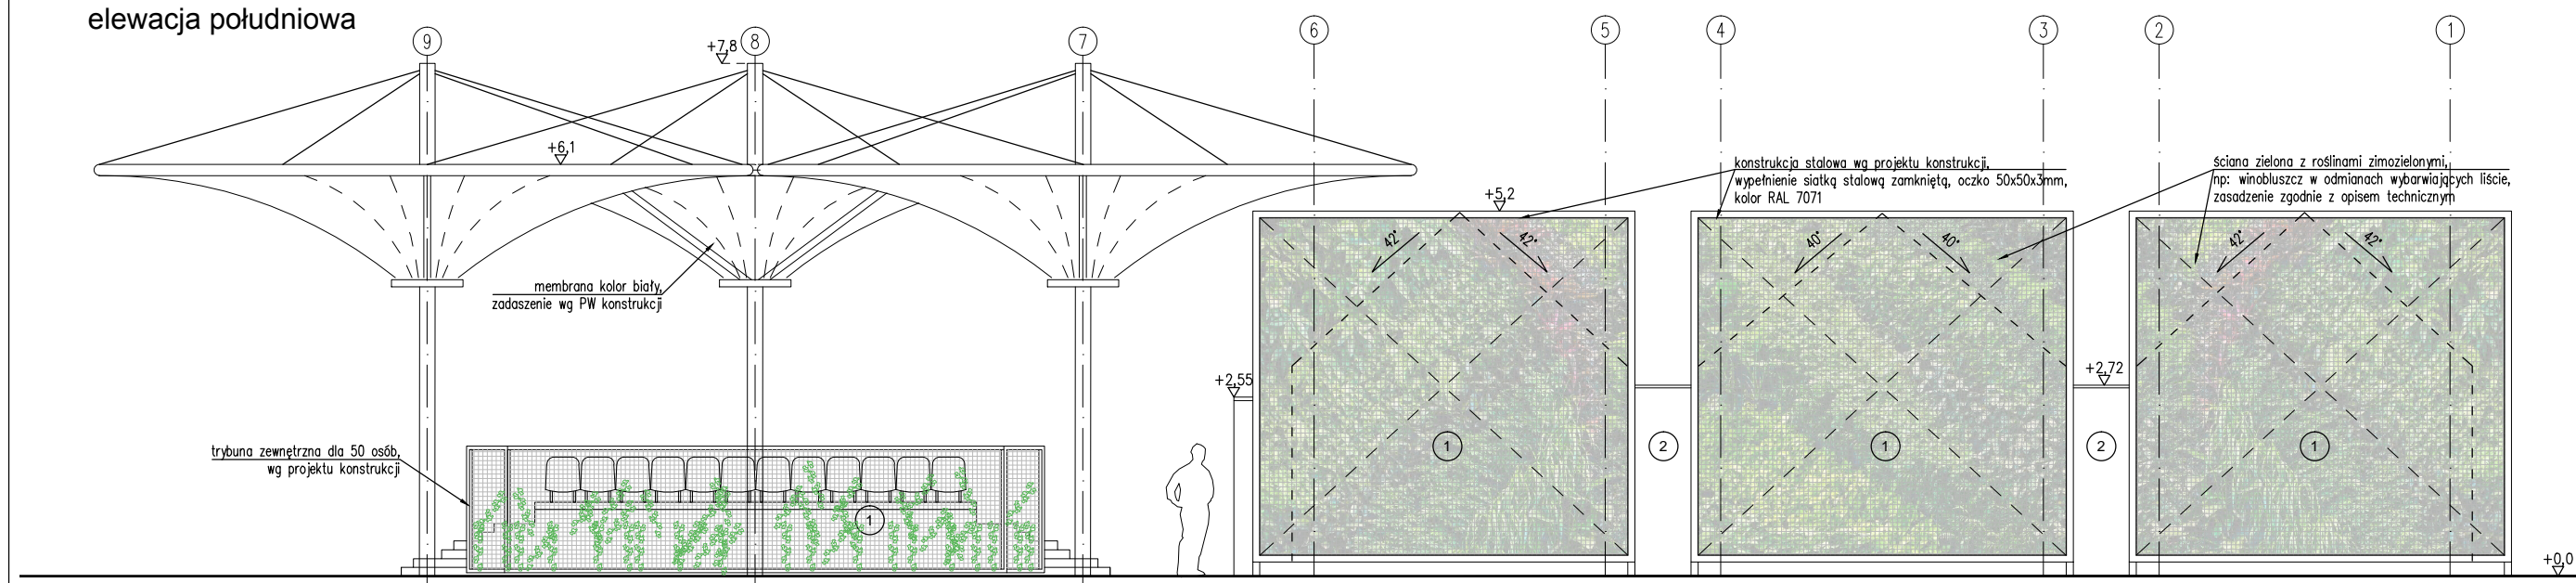 elewacja południowa
9
8
7
6
5
4
3
2
1
+7,8
+6,1
+5,2
konstrukcja stalowa wg projektu konstrukcji,
wypełnienie siatką stalową zamkniętą, oczko 50x50x3mm,
kolor RAL 7071
ściana zielona z roślinami zimozielonymi,
np: winobluszcz w odmianach wybarwiających liście,
zasadzenie zgodnie z opisem technicznym
42°
42°
40°
40°
42°
42°
membrana kolor biały,
zadaszenie wg PW konstrukcji
+2,55
+2,72
trybuna zewnętrzna dla 50 osób,
wg projektu konstrukcji
1
1
2
1
2
1
+0,0